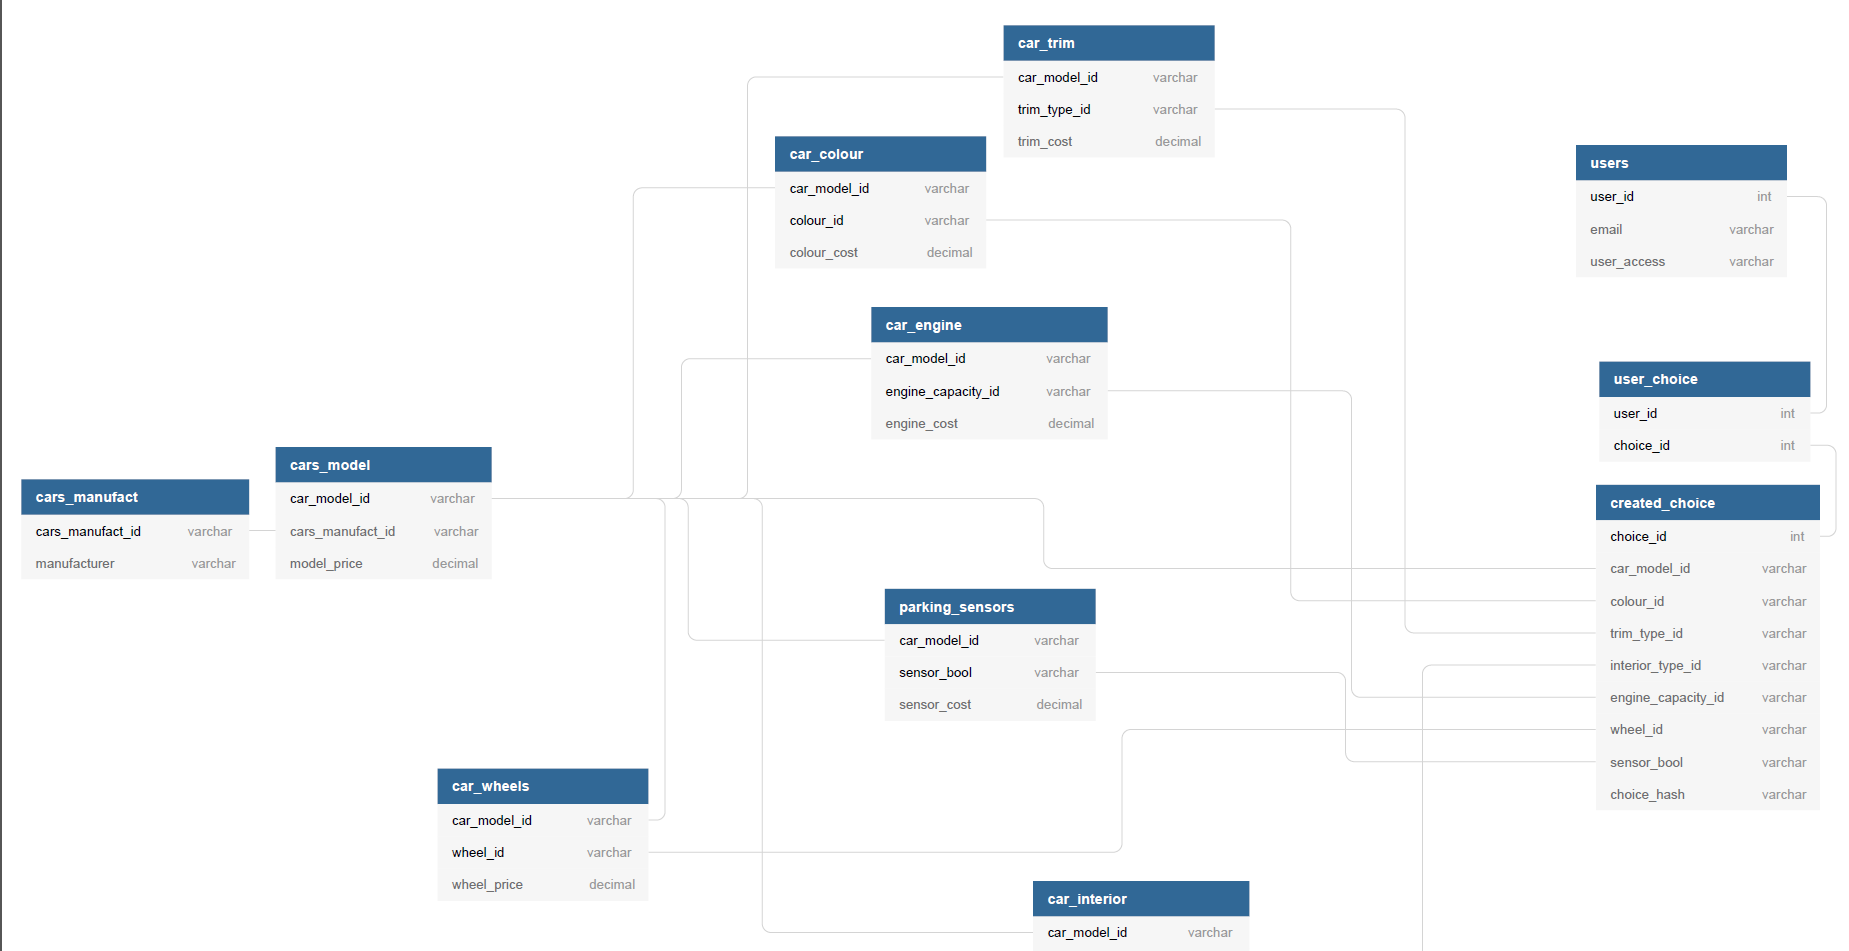 car_trim
car_model_id varchar
trim_type_id varchar
trim_cost decimal
car_colour
car_model_id varchar
colour_id varchar
colour_cost decimal
users
user_id int
email varchar
user_access varchar
car_engine
car_model_id varchar
engine_capacity_id varchar
engine_cost decimal
user_choice
user_id int
choice_id int
cars_manufact
cars_manufact_id varchar
manufacturer varchar
cars_model
car_model_id varchar
cars_manufact_id varchar
model_price decimal
created_choice
choice_id int
car_model_id varchar
colour_id varchar
trim_type_id varchar
interior_type_id varchar
engine_capacity_id varchar
wheel_id varchar
sensor_bool varchar
choice_hash varchar
parking_sensors
car_model_id varchar
sensor_bool varchar
sensor_cost decimal
car_wheels
car_model_id varchar
wheel_id varchar
wheel_price decimal
car_interior
car_model_id varchar